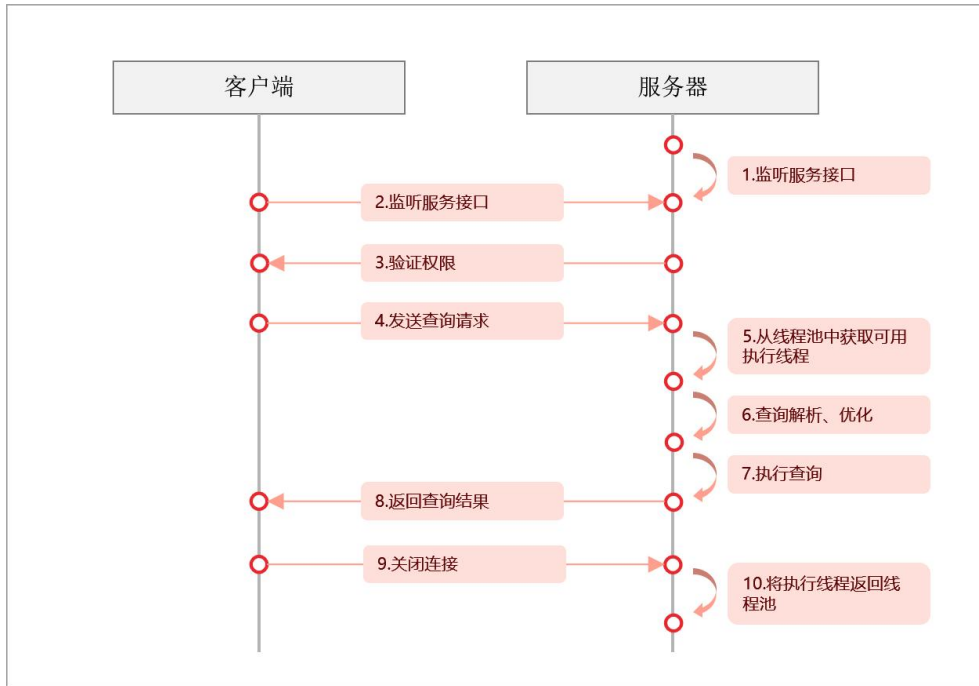 客户端
服务器
1.监听服务接口
2.监听服务接口
3.验证权限
4.发送查询请求
5.从线程池中获取可用
执行线程
6.查询解析、优化
7.执行查询
8.返回查询结果
9.关闭连接
10.将执行线程返回线
程池